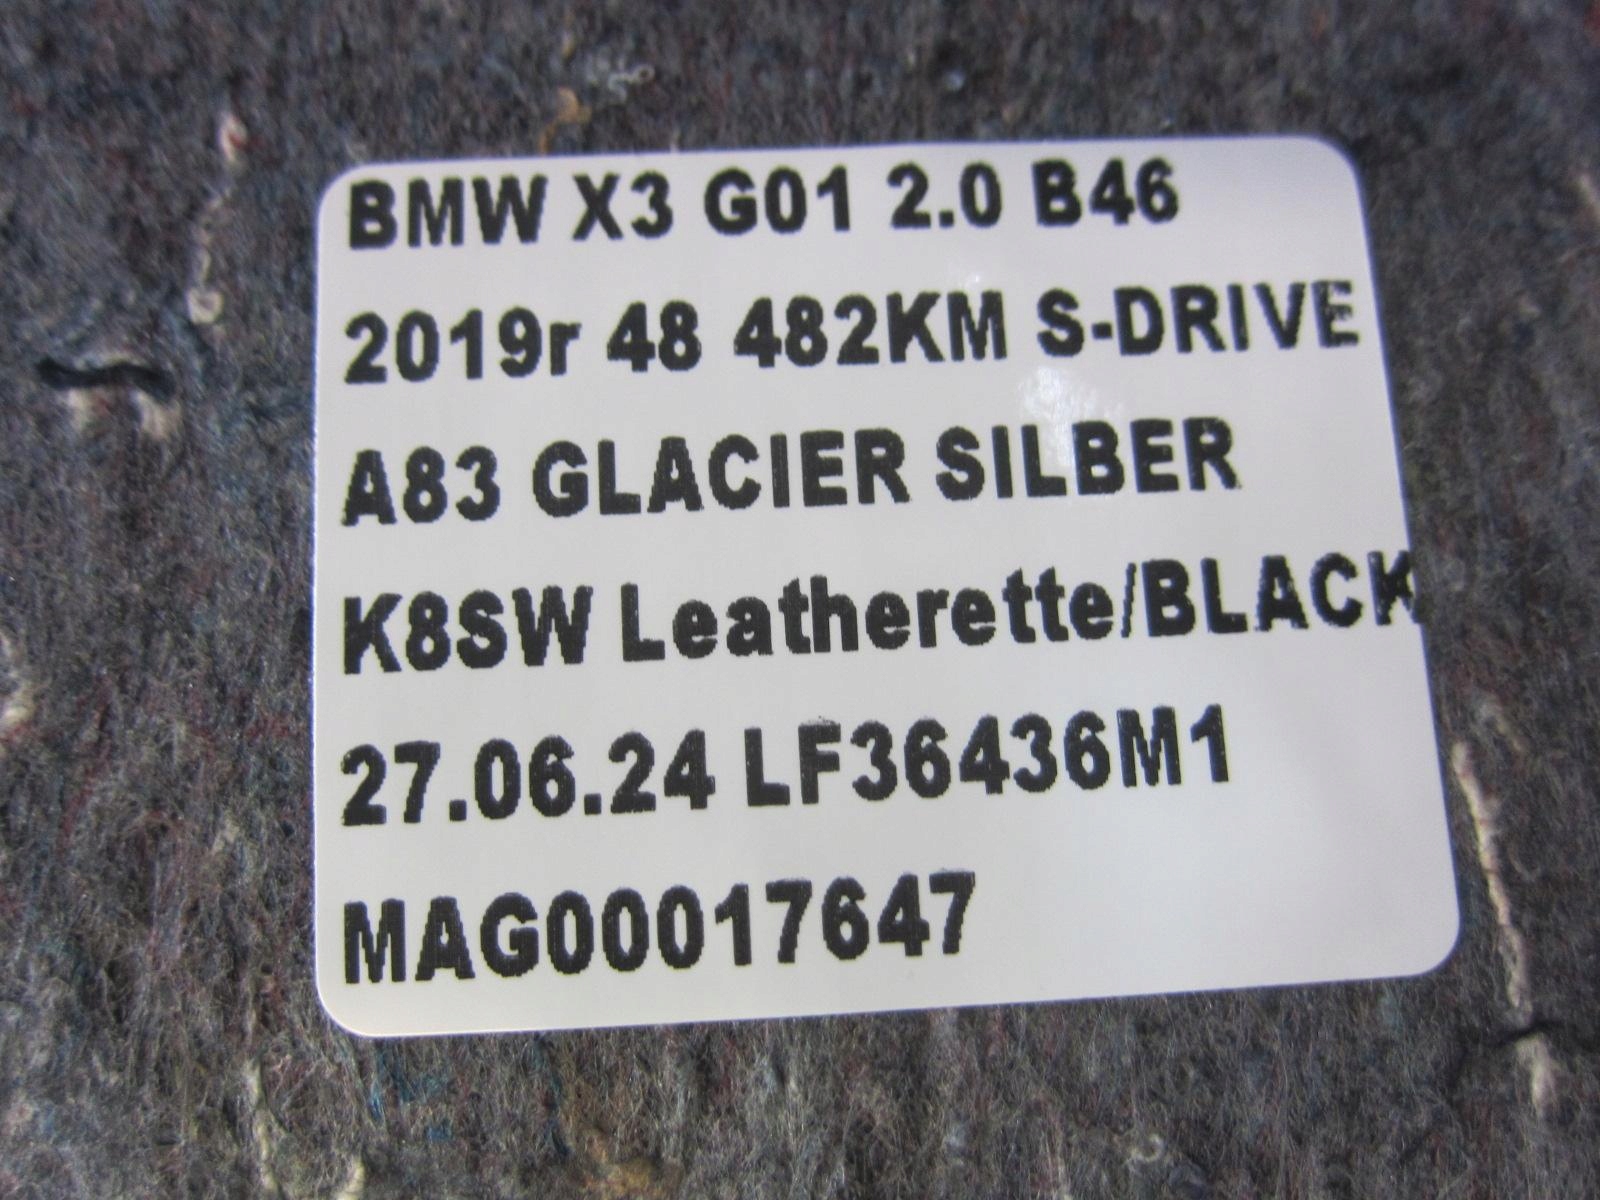 BMW X3 G01 2.0 B46
2019r 48 482KM S-DRIVE
A83 GLACIER SILBER
K8SW Leatherette/BLACK
27.06.24 LF36436M1
MAG00017647